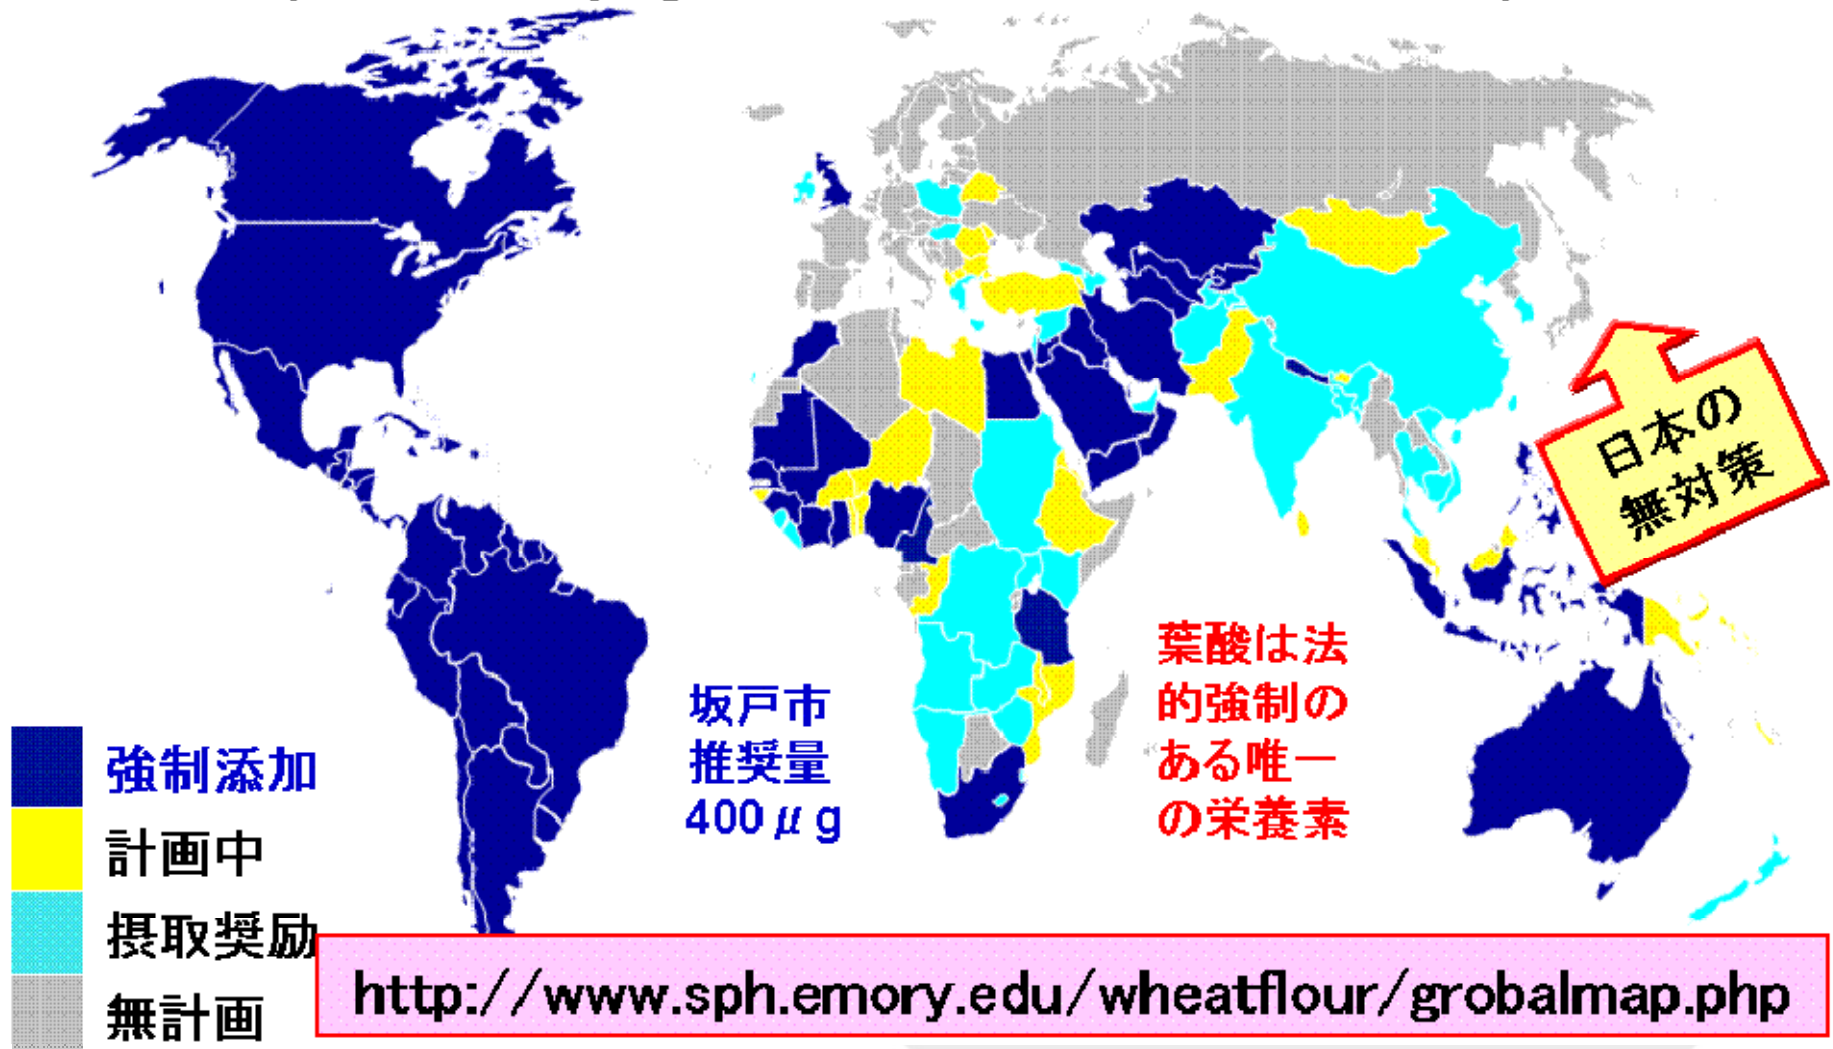 日本の
無対策
坂戸市
推奨量
400μg
葉酸は法
的強制の
ある唯一
の栄養素
強制添加
計画中
摂取奨励
無計画
http://www.sph.emory.edu/wheatflour/grobalmap.php